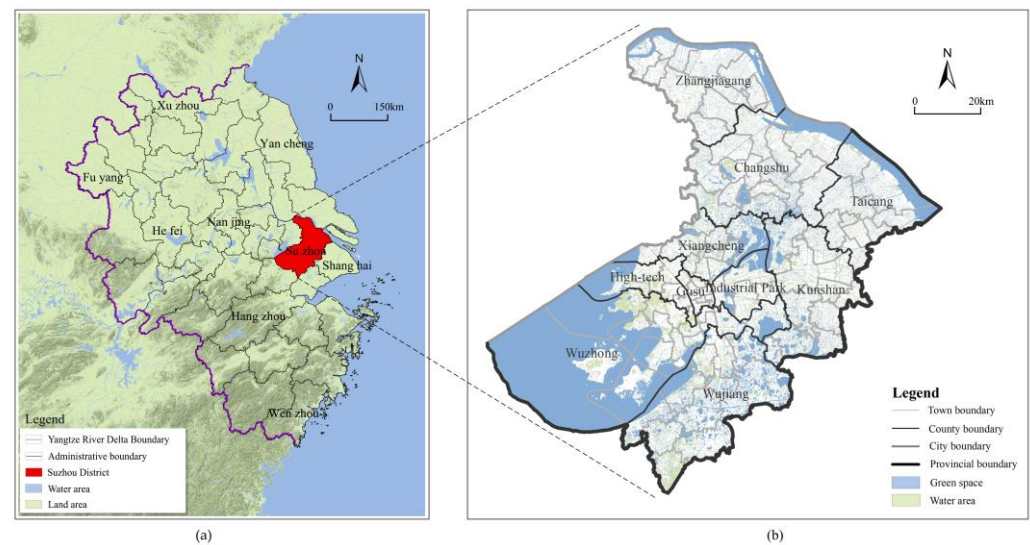 N
0 150km
Xu zhou
Yan cheng
Fu yang
Nan jing
He fei
Su zhou
Shang hai
Hang zhou
Wen zhou
Legend
Yangtze River Delta Boundary
Administrative boundary
Suzhou District
Water area
Land area
(a)
N
0 20km
Zhangjiagang
Changshu
Taicang
Xiangcheng
High-tech
Gusu
Industrial Park
Kunshan
Wuzhong
Wujiang
Legend
Town boundary
County boundary
City boundary
Provincial boundary
Green space
Water area
(b)